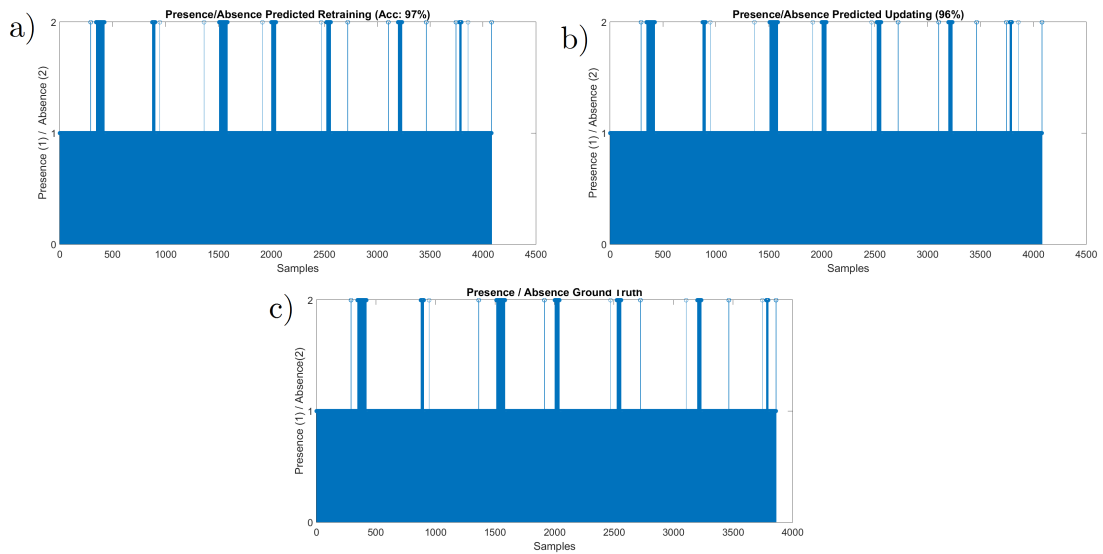 a)
Presence/Absence Predicted Retraining (Acc: 97%)
Presence (1) / Absence (2)
2
1
0
0 500 1000 1500 2000 2500 3000 3500 4000 4500
Samples
b)
Presence/Absence Predicted Updating (96%)
Presence (1) / Absence (2)
2
1
0
0 500 1000 1500 2000 2500 3000 3500 4000 4500
Samples
c)
Presence / Absence Ground Truth
Presence (1) / Absence(2)
2
1
0
0 500 1000 1500 2000 2500 3000 3500 4000
Samples